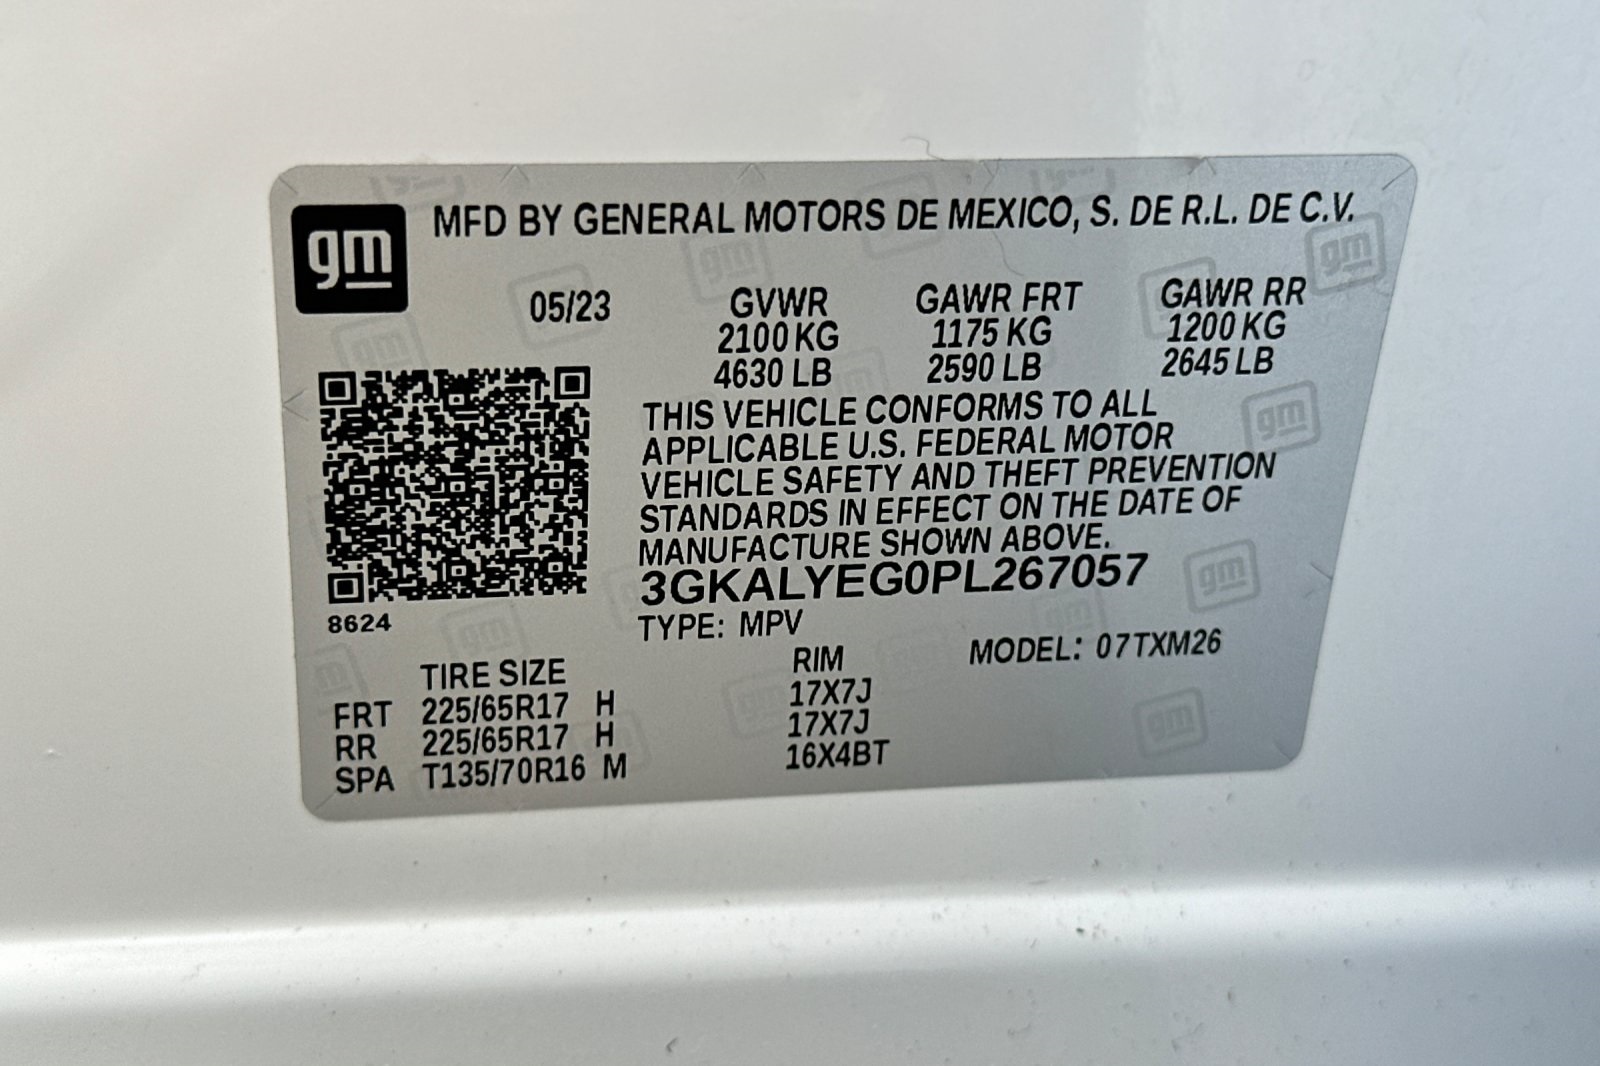 gm MFD BY GENERAL MOTORS DE MEXICO, S. DE R.L. DE C.V.
05/23 GVWR GAWR FRT GAWR RR
2100 KG 1175 KG 1200 KG
4630 LB 2590 LB 2645 LB
THIS VEHICLE CONFORMS TO ALL
APPLICABLE U.S. FEDERAL MOTOR
VEHICLE SAFETY AND THEFT PREVENTION
STANDARDS IN EFFECT ON THE DATE OF
MANUFACTURE SHOWN ABOVE.
3GKALYEG0PL267057
8624 TYPE: MPV
TIRE SIZE RIM MODEL: 07TXM26
FRT 225/65R17 H 17X7J
RR 225/65R17 H 17X7J
SPA T135/70R16 M 16X4BT